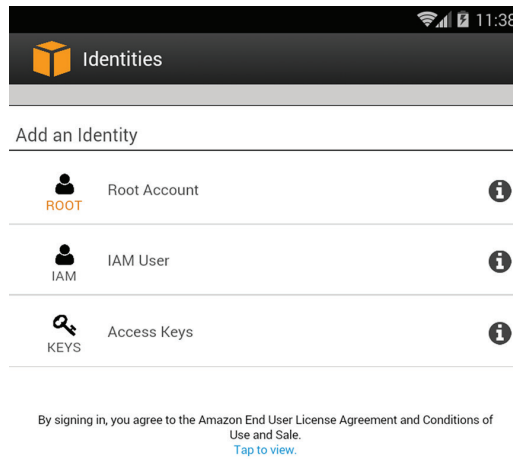 11:38
Identities
Add an Identity
ROOT
Root Account
IAM
IAM User
KEYS
Access Keys
By signing in, you agree to the Amazon End User License Agreement and Conditions of
Use and Sale.
Tap to view.